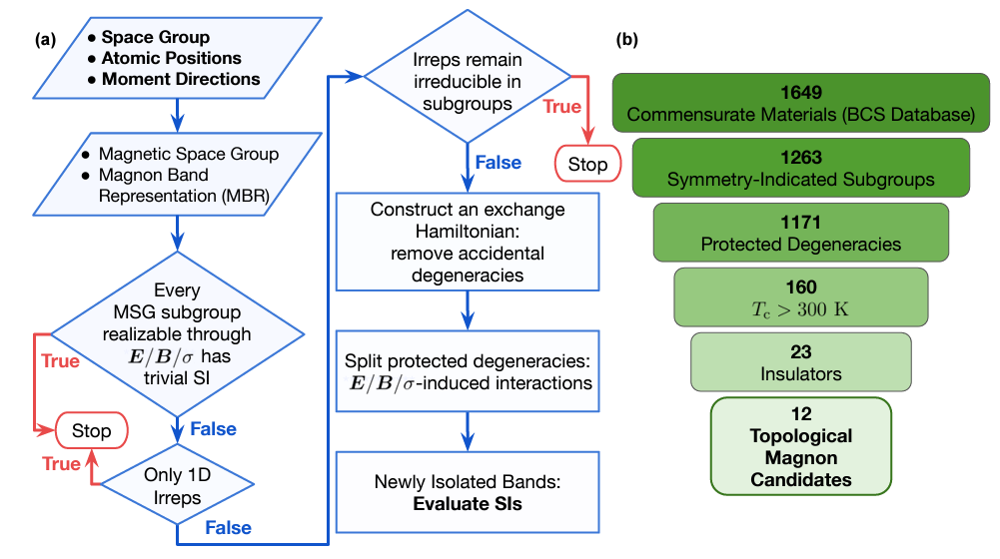 (a)
● Space Group
● Atomic Positions
● Moment Directions
● Magnetic Space Group
● Magnon Band
Representation (MBR)
Every
MSG subgroup
realizable through
E/B/σ has
trivial SI
True
False
Stop
True
Only 1D
Irreps
False
Irreps remain
irreducible in
subgroups
True
Stop
False
Construct an exchange
Hamiltonian:
remove accidental
degeneracies
Split protected degeneracies:
E/B/σ-induced interactions
Newly Isolated Bands:
Evaluate SIs
(b)
1649
Commensurate Materials (BCS Database)
1263
Symmetry-Indicated Subgroups
1171
Protected Degeneracies
160
Tc > 300 K
23
Insulators
12
Topological
Magnon
Candidates